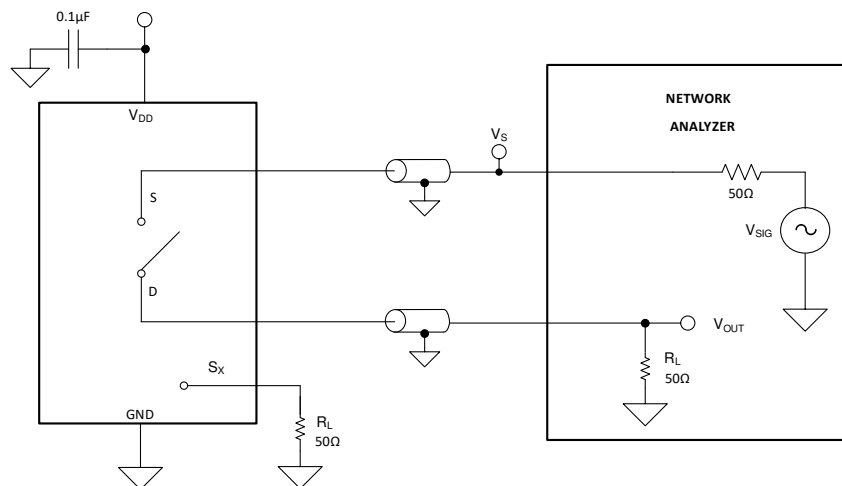 0.1µF
VDD
NETWORK
ANALYZER
VS
S
50Ω
VSIG
D
VOUT
SX
RL
50Ω
GND
RL
50Ω